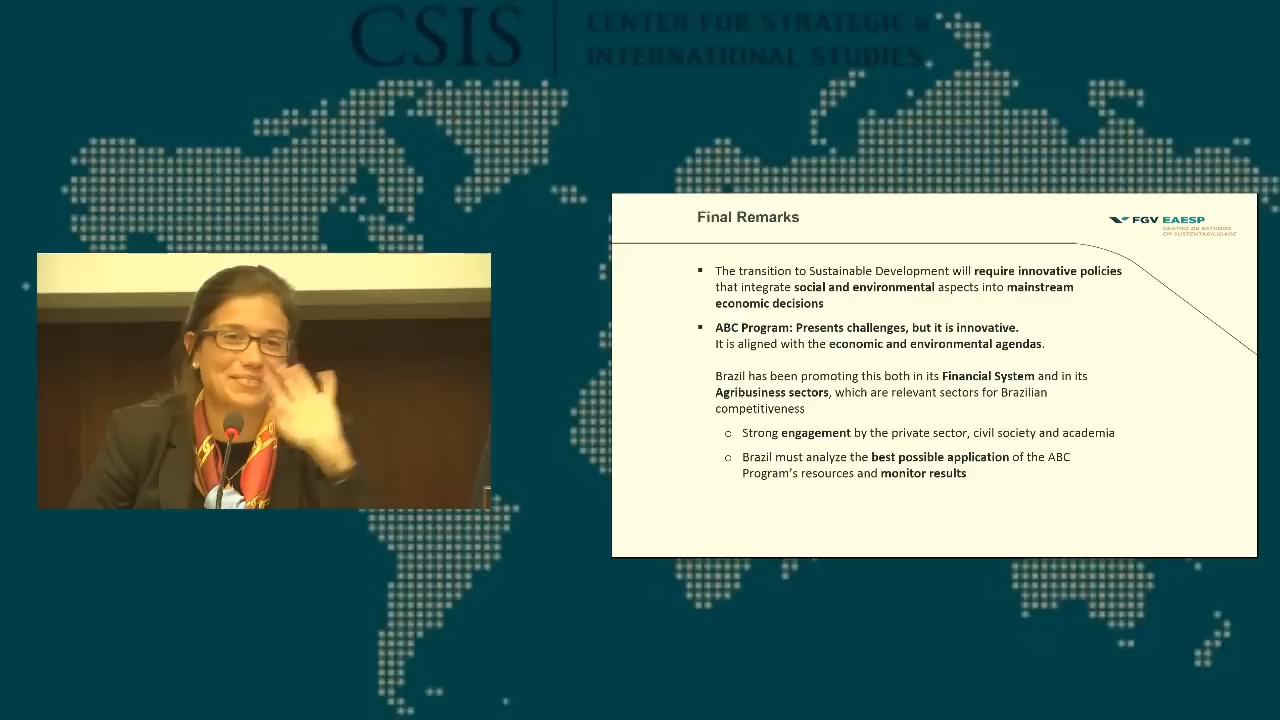 CSIS
CENTER FOR STRATEGIC &
INTERNATIONAL STUDIES
Final Remarks
FGV EAESP
CENTRO DE ESTUDOS
EM SUSTENTABILIDADE
The transition to Sustainable Development will require innovative policies
that integrate social and environmental aspects into mainstream
economic decisions
ABC Program: Presents challenges, but it is innovative.
It is aligned with the economic and environmental agendas.
Brazil has been promoting this both in its Financial System and in its
Agribusiness sectors, which are relevant sectors for Brazilian
competitiveness
Strong engagement by the private sector, civil society and academia
Brazil must analyze the best possible application of the ABC
Program's resources and monitor results